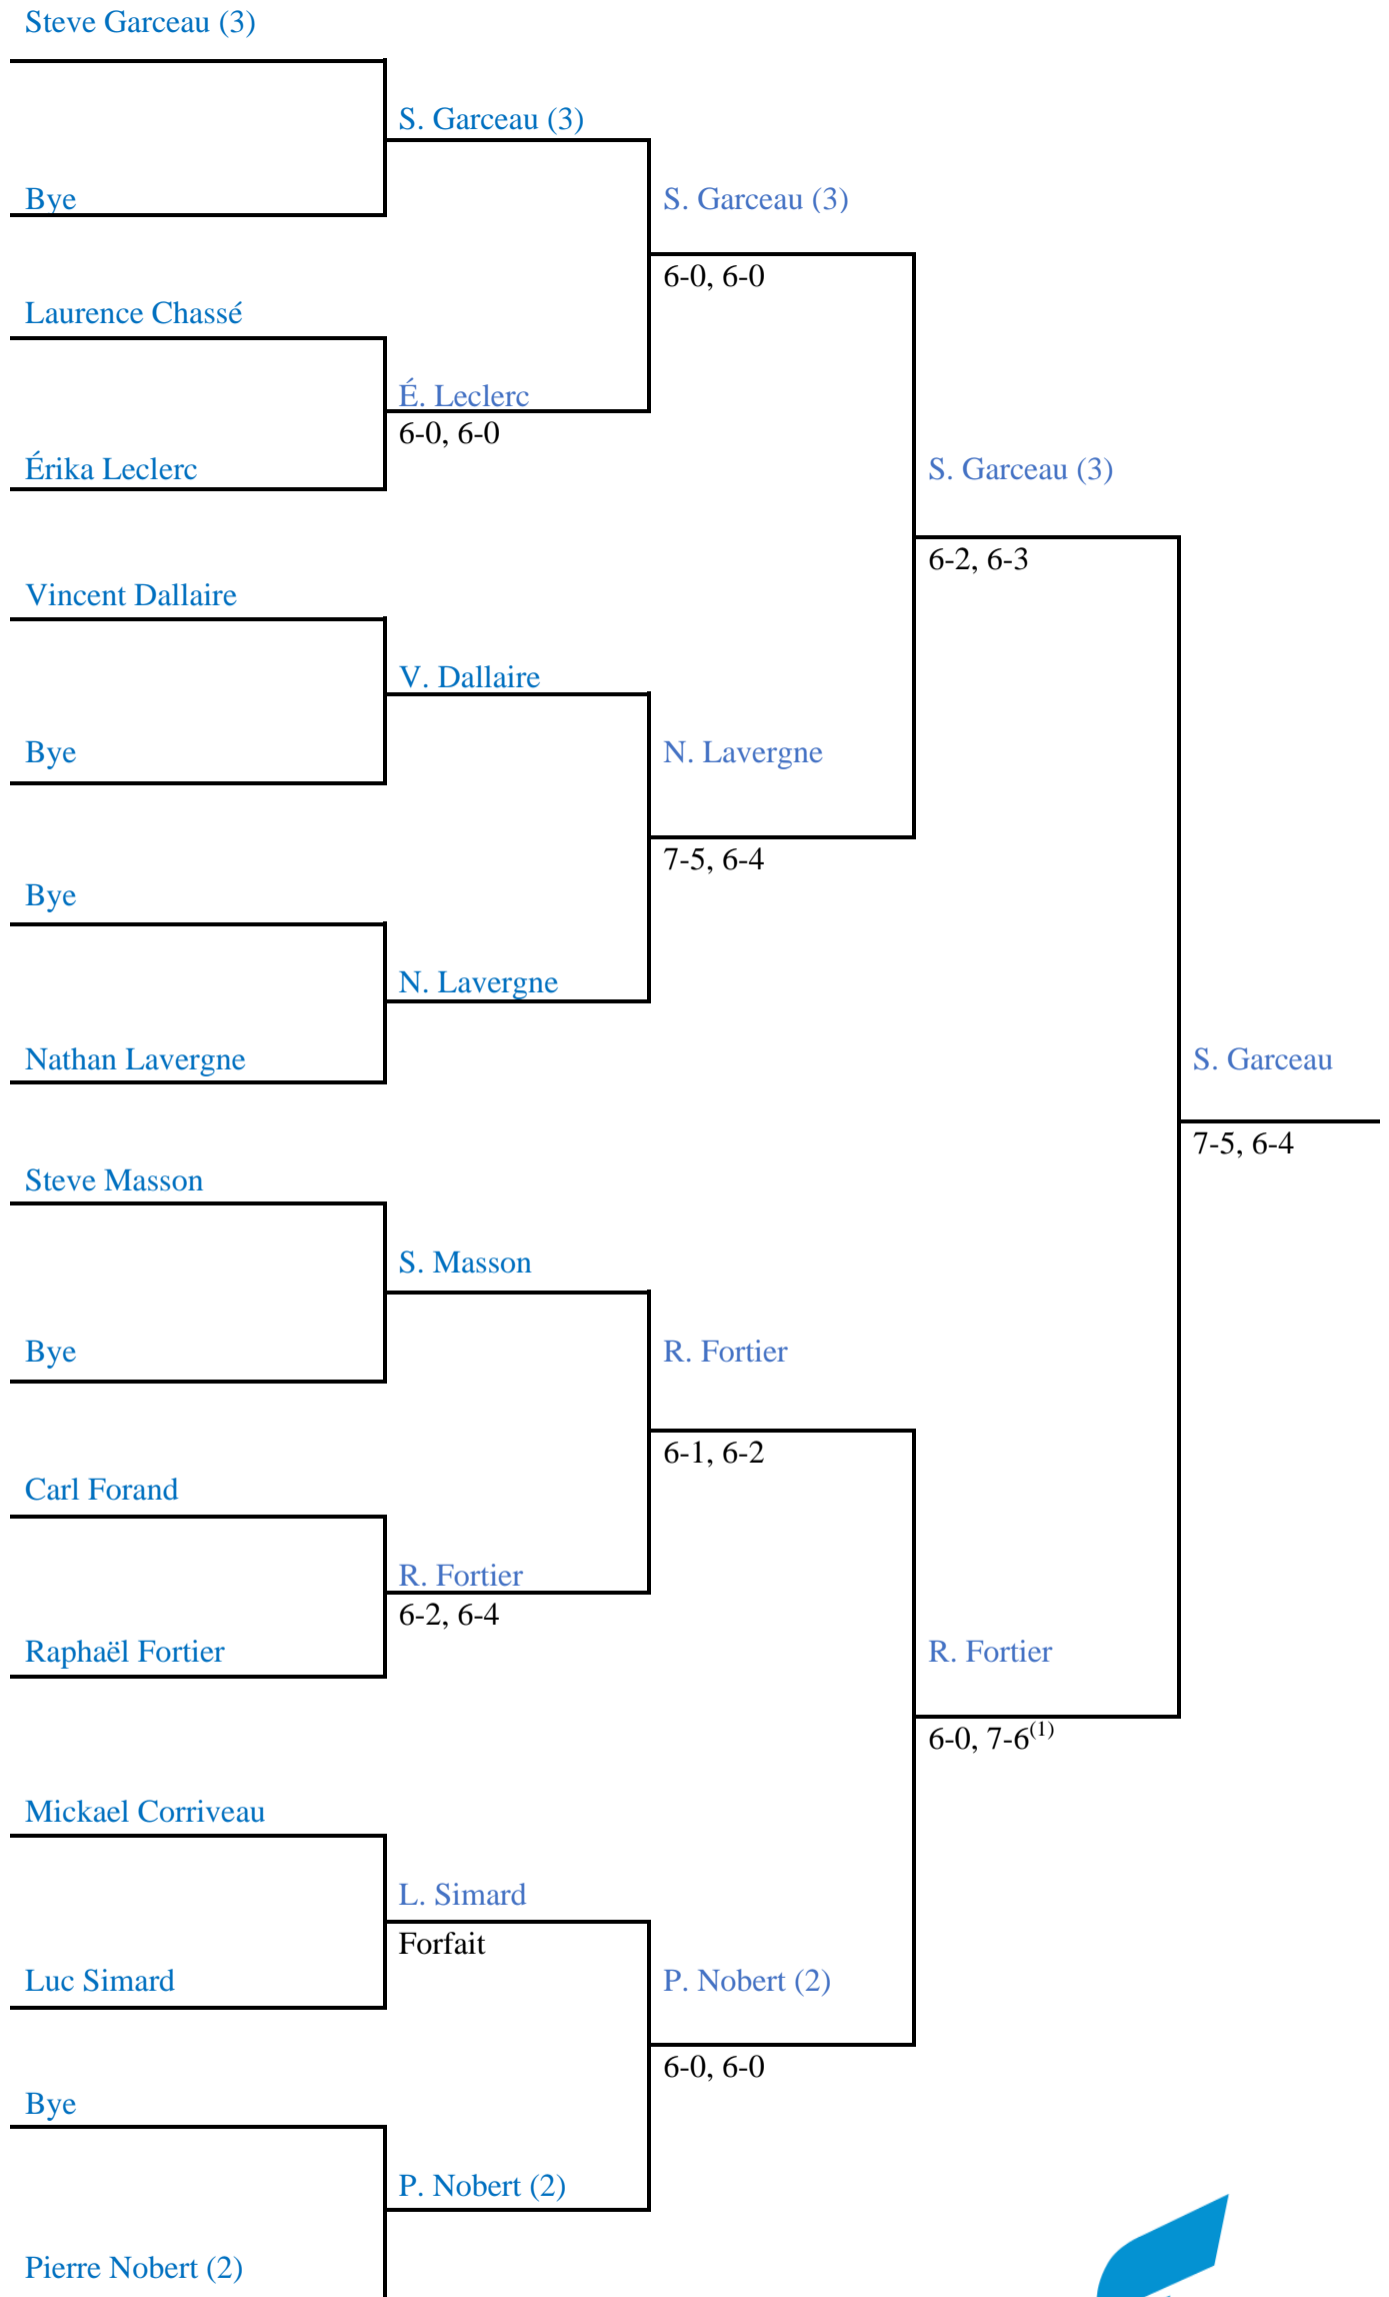 Steve Garceau (3)
S. Garceau (3)
Bye
S. Garceau (3)
6-0, 6-0
Laurence Chassé
É. Leclerc
6-0, 6-0
Érika Leclerc
S. Garceau (3)
6-2, 6-3
Vincent Dallaire
V. Dallaire
Bye
N. Lavergne
7-5, 6-4
Bye
N. Lavergne
Nathan Lavergne
S. Garceau
7-5, 6-4
Steve Masson
S. Masson
Bye
R. Fortier
6-1, 6-2
Carl Forand
R. Fortier
6-2, 6-4
Raphaël Fortier
R. Fortier
6-0, 7-6(1)
Mickael Corriveau
L. Simard
Forfait
Luc Simard
P. Nobert (2)
6-0, 6-0
Bye
P. Nobert (2)
Pierre Nobert (2)